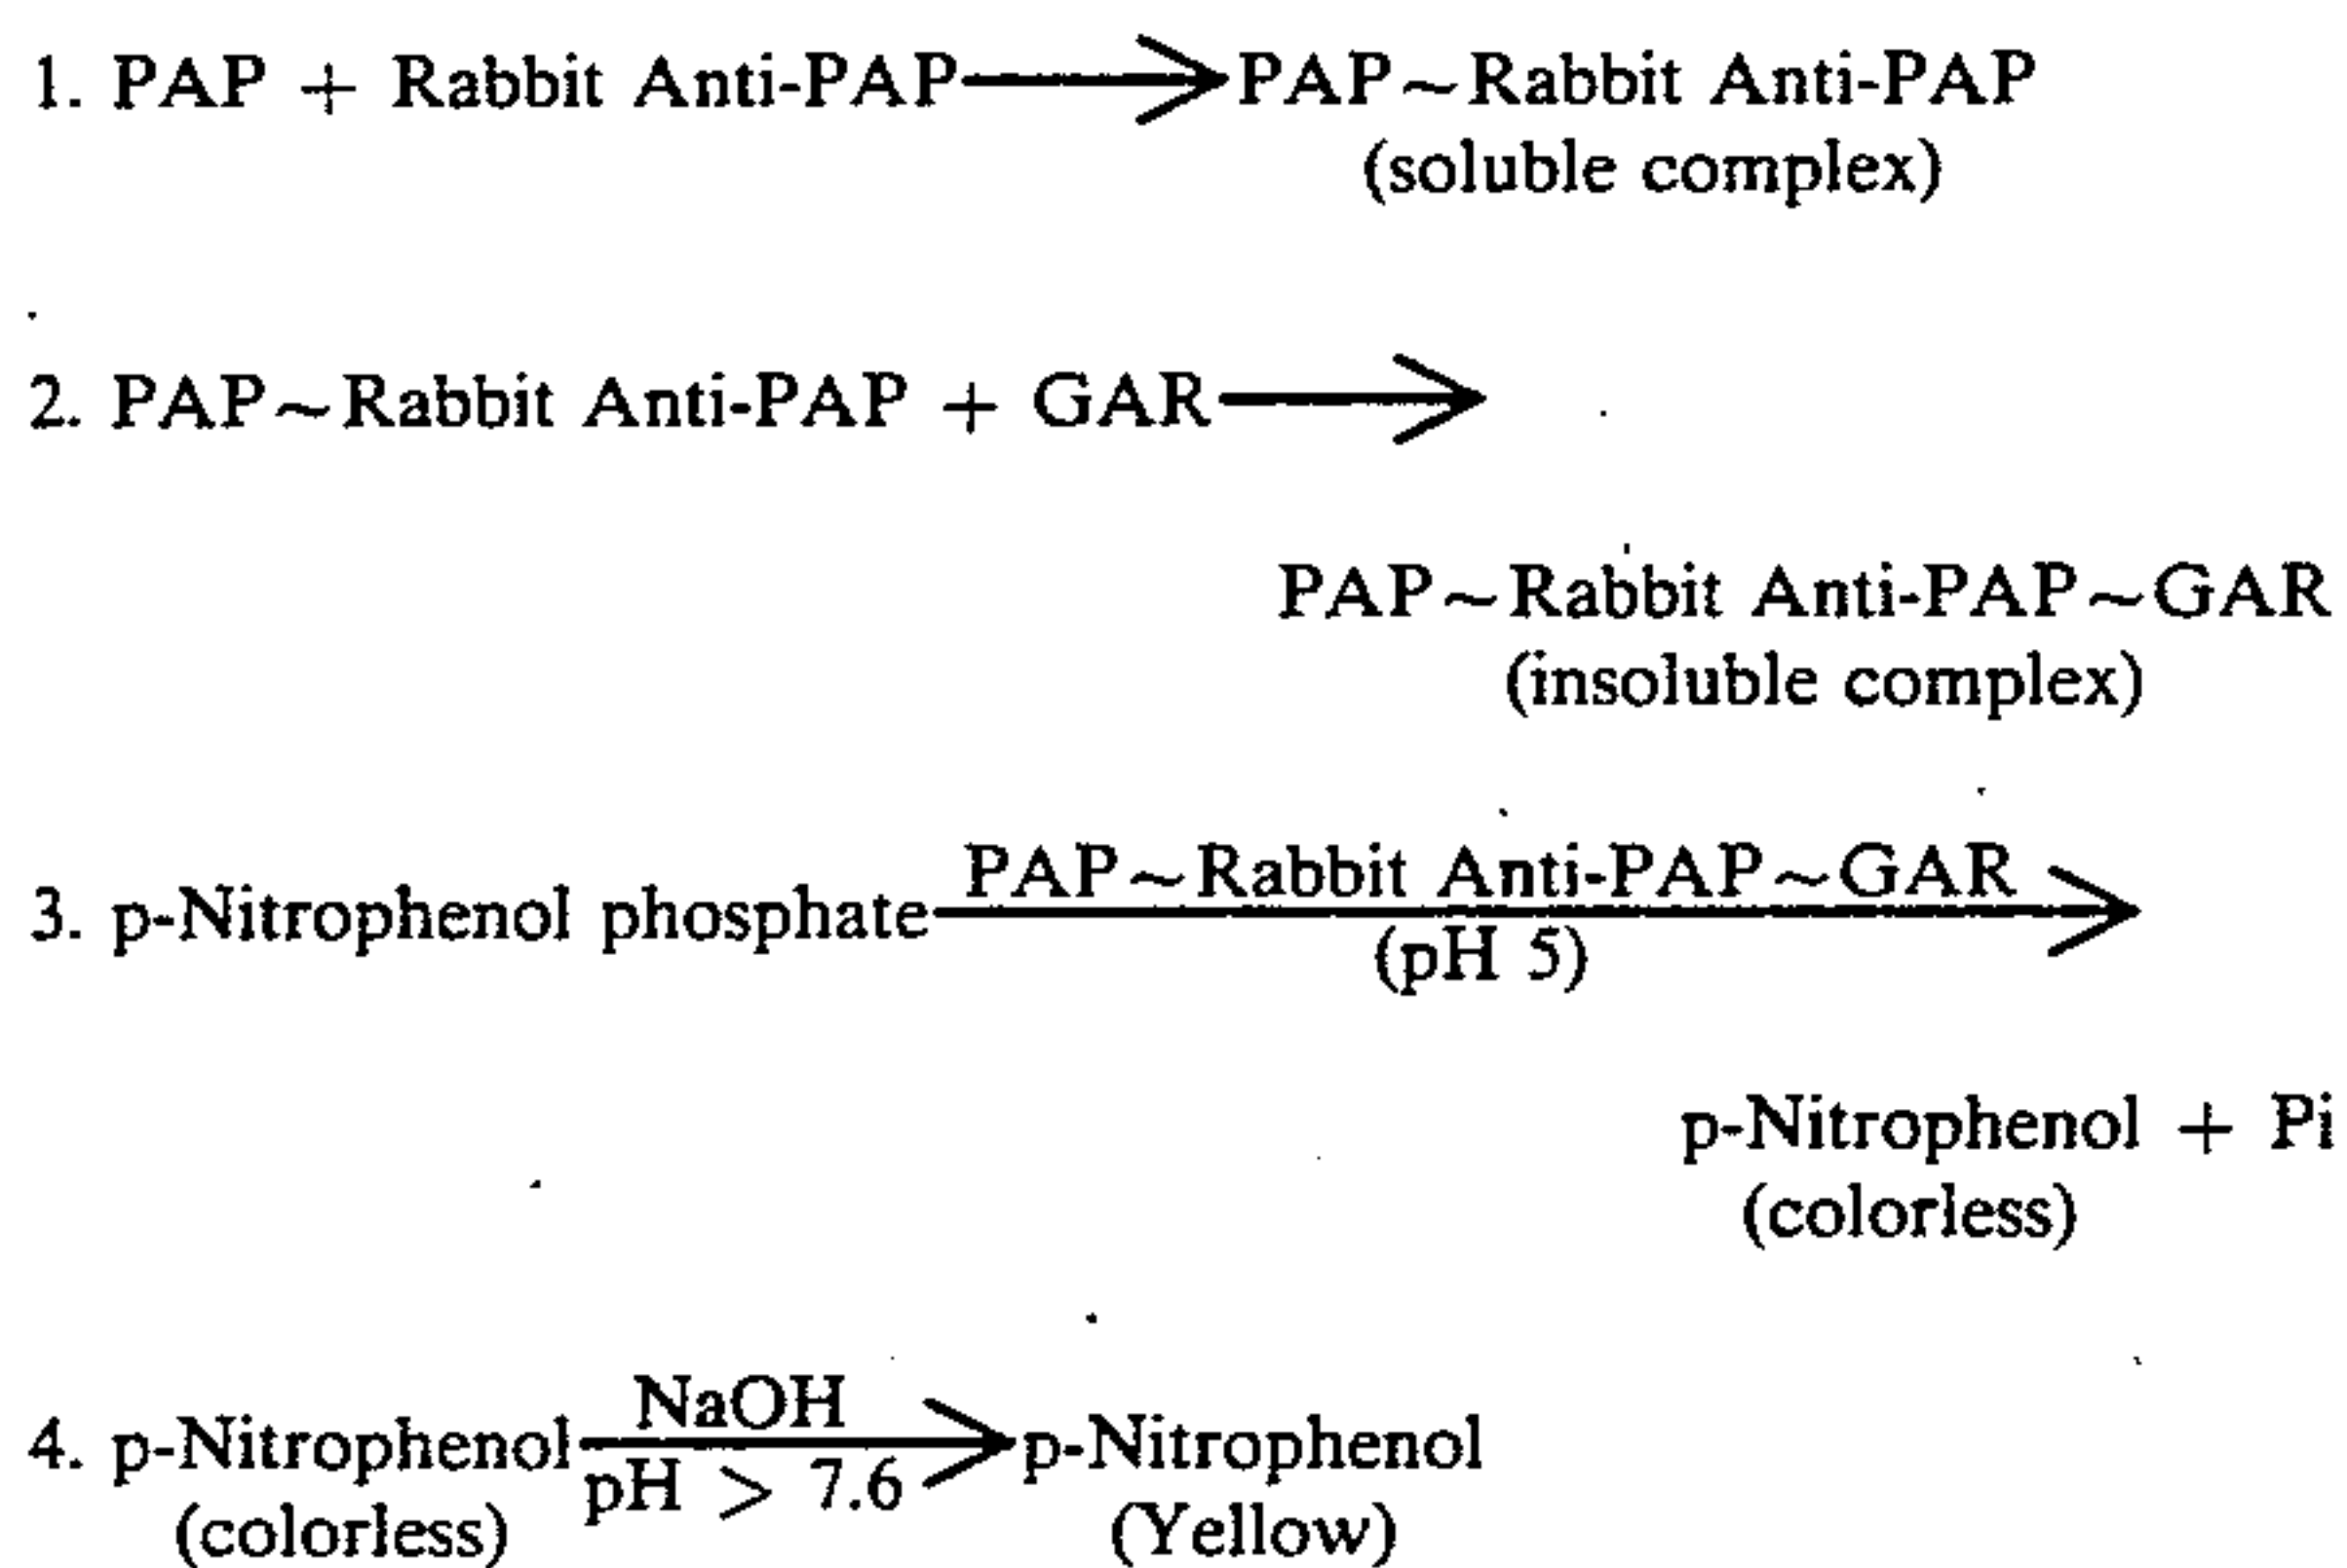 1. PAP + Rabbit Anti-PAP⟶PAP~Rabbit Anti-PAP
(soluble complex)
2. PAP~Rabbit Anti-PAP + GAR⟶
PAP~Rabbit Anti-PAP~GAR
(insoluble complex)
PAP~Rabbit Anti-PAP~GAR
3. p-Nitrophenol phosphate⟶
(pH 5)
p-Nitrophenol + Pi
(colorless)
NaOH
4. p-Nitrophenol⟶p-Nitrophenol
pH > 7.6
(colorless) (Yellow)